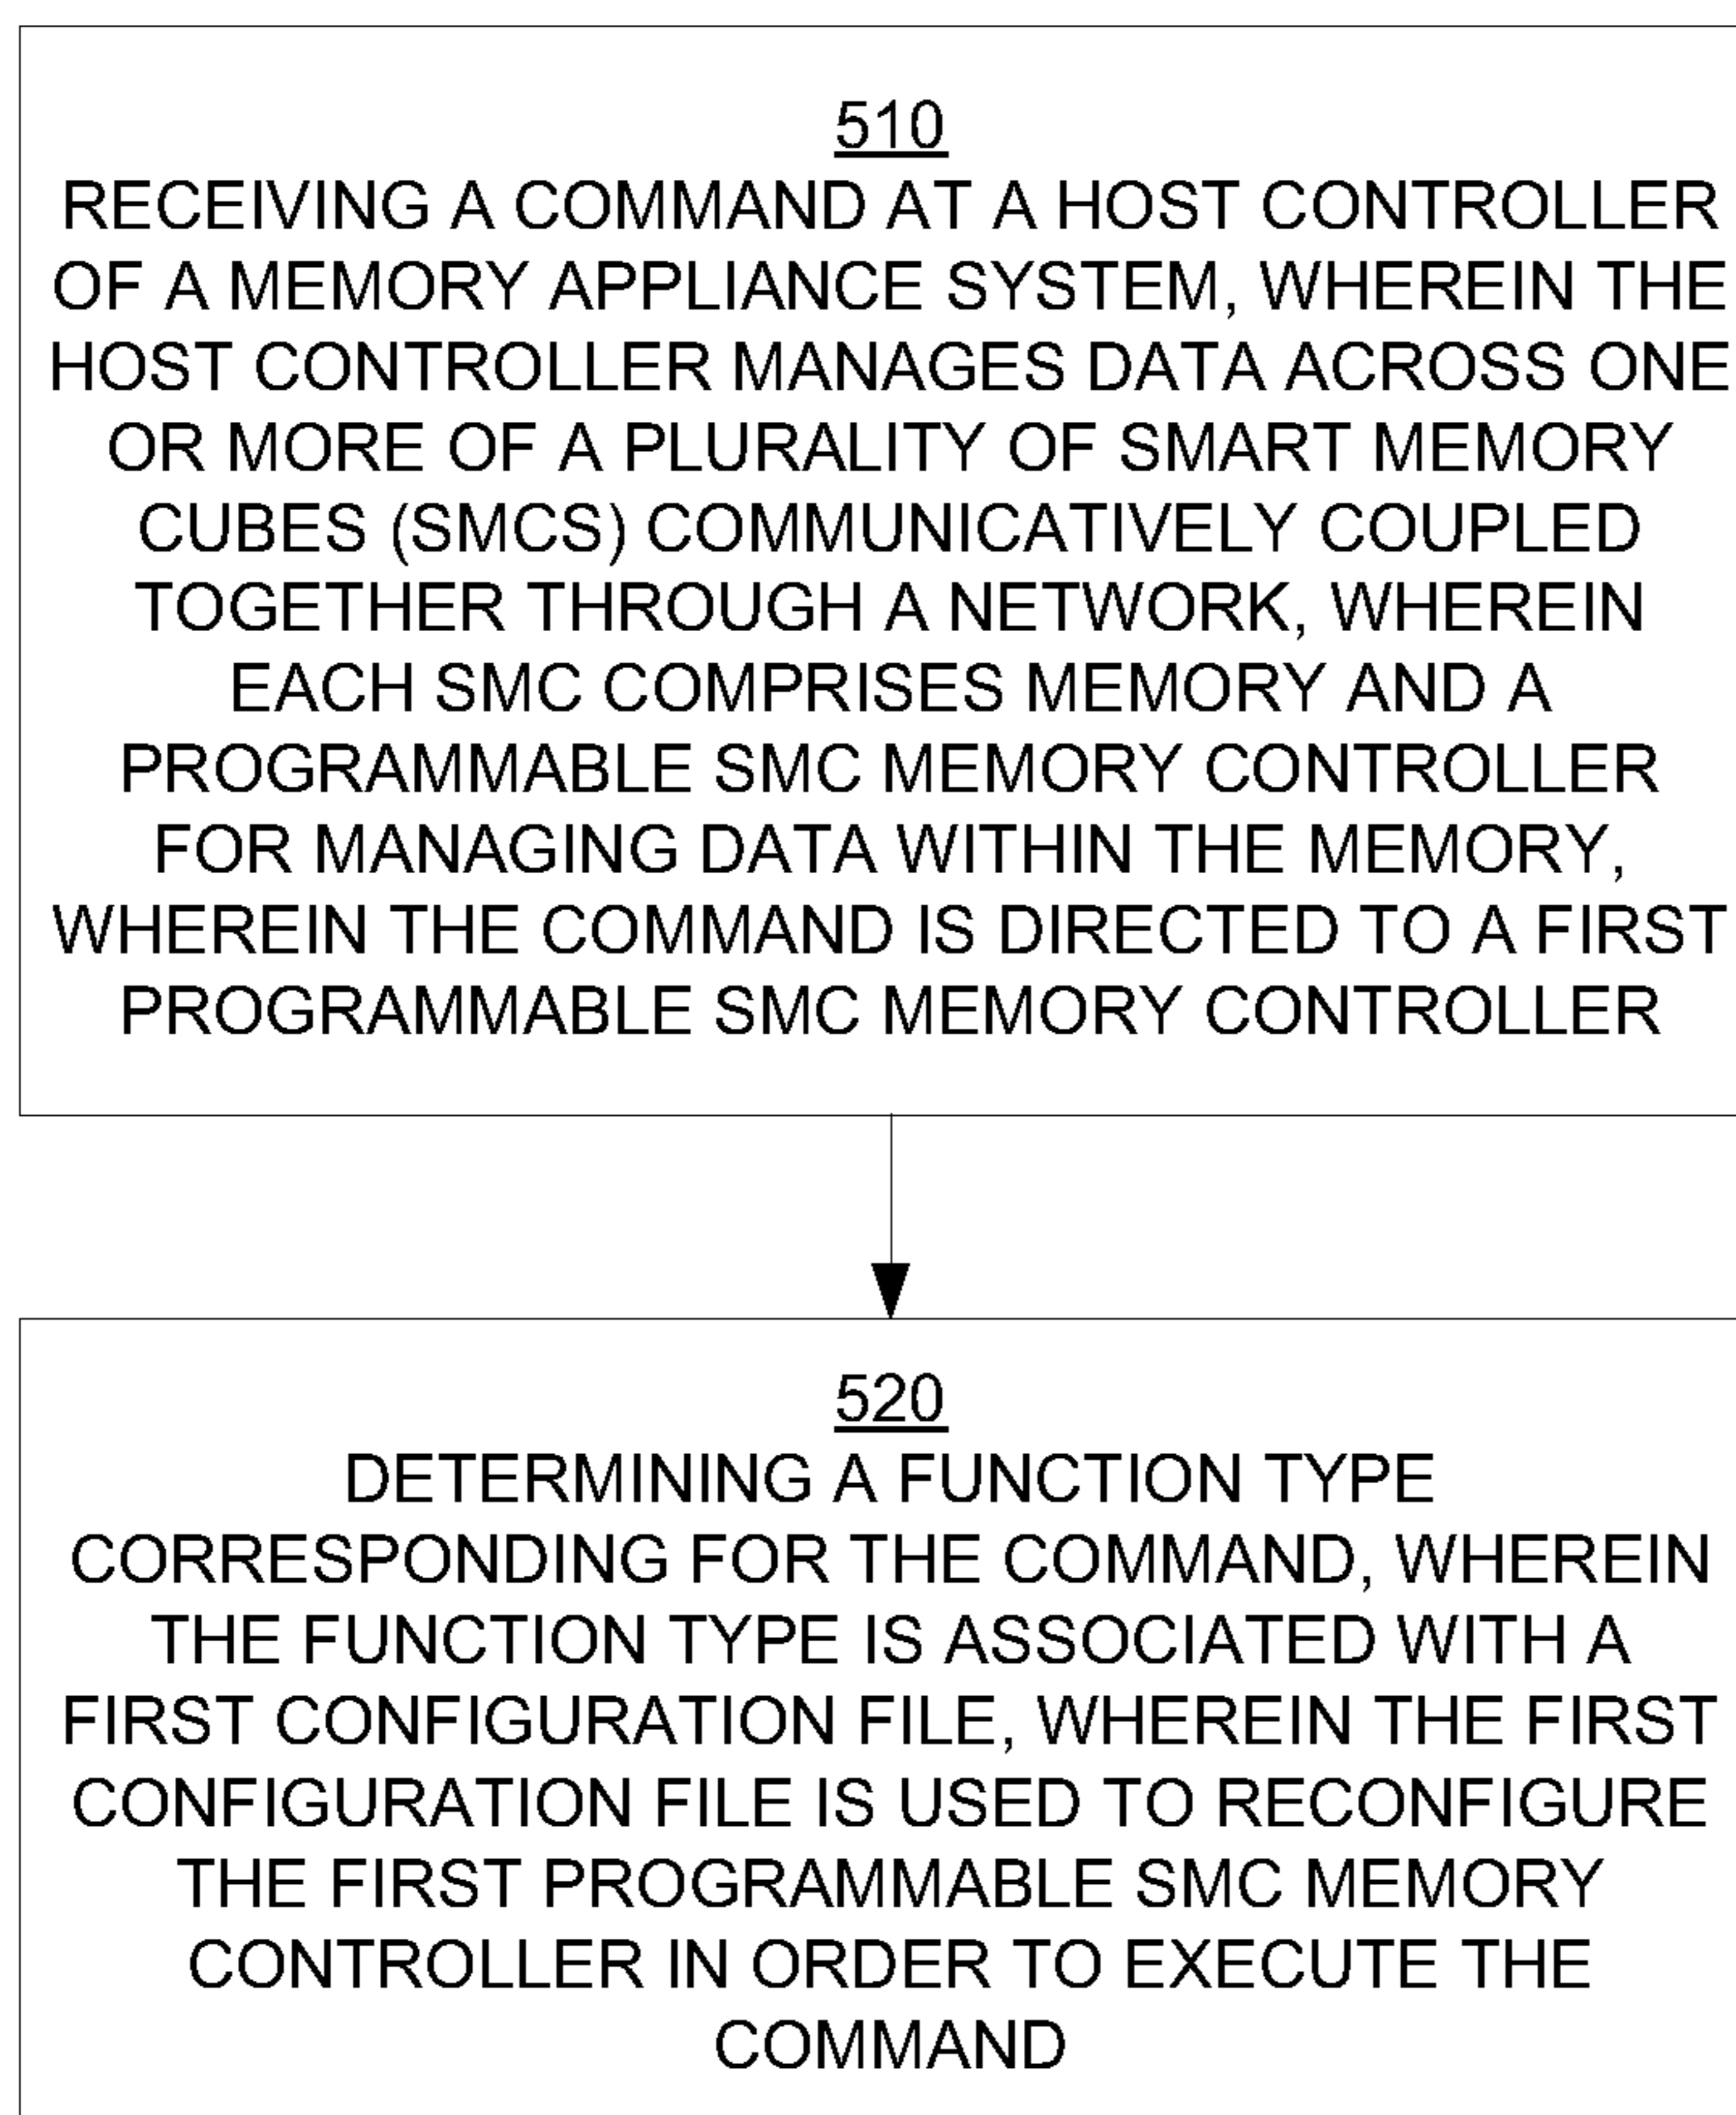 510
RECEIVING A COMMAND AT A HOST CONTROLLER
OF A MEMORY APPLIANCE SYSTEM, WHEREIN THE
HOST CONTROLLER MANAGES DATA ACROSS ONE
OR MORE OF A PLURALITY OF SMART MEMORY
CUBES (SMCS) COMMUNICATIVELY COUPLED
TOGETHER THROUGH A NETWORK, WHEREIN
EACH SMC COMPRISES MEMORY AND A
PROGRAMMABLE SMC MEMORY CONTROLLER
FOR MANAGING DATA WITHIN THE MEMORY,
WHEREIN THE COMMAND IS DIRECTED TO A FIRST
PROGRAMMABLE SMC MEMORY CONTROLLER
520
DETERMINING A FUNCTION TYPE
CORRESPONDING FOR THE COMMAND, WHEREIN
THE FUNCTION TYPE IS ASSOCIATED WITH A
FIRST CONFIGURATION FILE, WHEREIN THE FIRST
CONFIGURATION FILE IS USED TO RECONFIGURE
THE FIRST PROGRAMMABLE SMC MEMORY
CONTROLLER IN ORDER TO EXECUTE THE
COMMAND